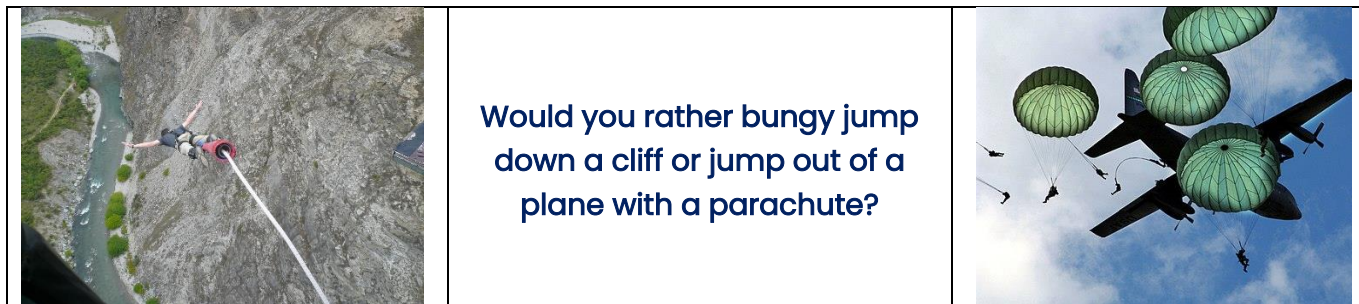 Would you rather bungy jump
down a cliff or jump out of a
plane with a parachute?